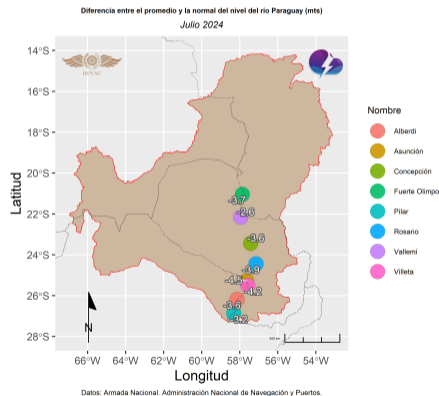 Diferencia entre el promedio y la normal del nivel del río Paraguay (mts)
Julio 2024
DINAC
14°S
16°S
18°S
20°S
22°S
24°S
26°S
28°S
Latitud
-3.7
-2.6
-3.6
-3.9
-4.5
-4.2
-3.6
-3.2
N
66°W 64°W 62°W 60°W 58°W 56°W 54°W
Longitud
Nombre
Alberdi
Asunción
Concepción
Fuerte Olimpo
Pilar
Rosario
Vallemí
Villeta
Datos: Armada Nacional. Administración Nacional de Navegación y Puertos.